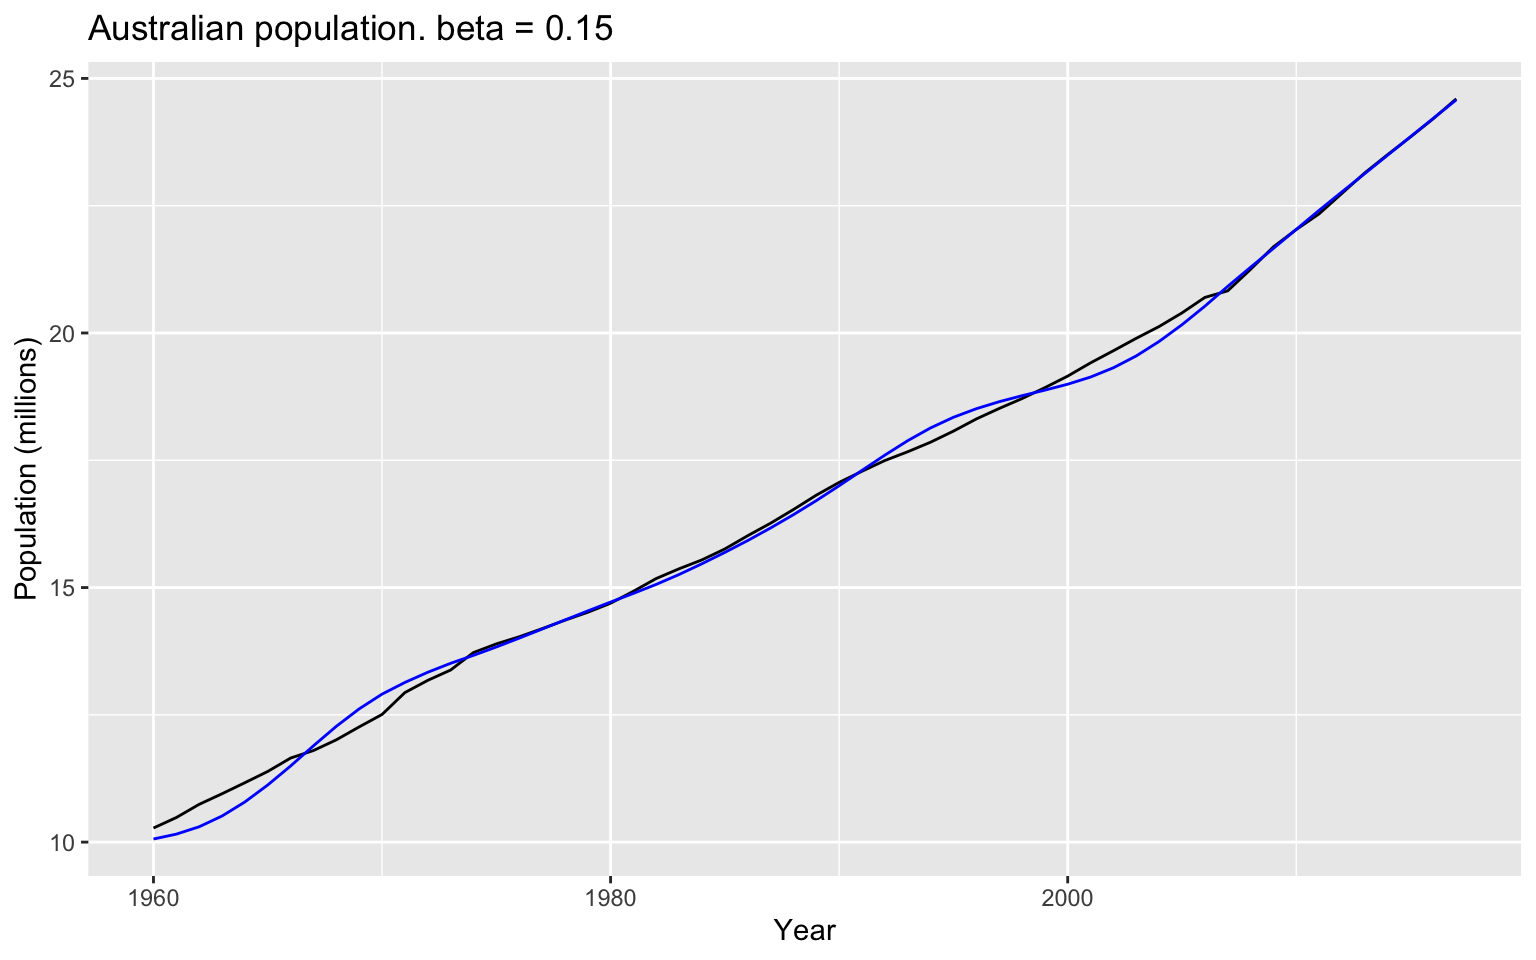 Australian population. beta = 0.15
25
20
15
10
Population (millions)
1960
1980
2000
Year